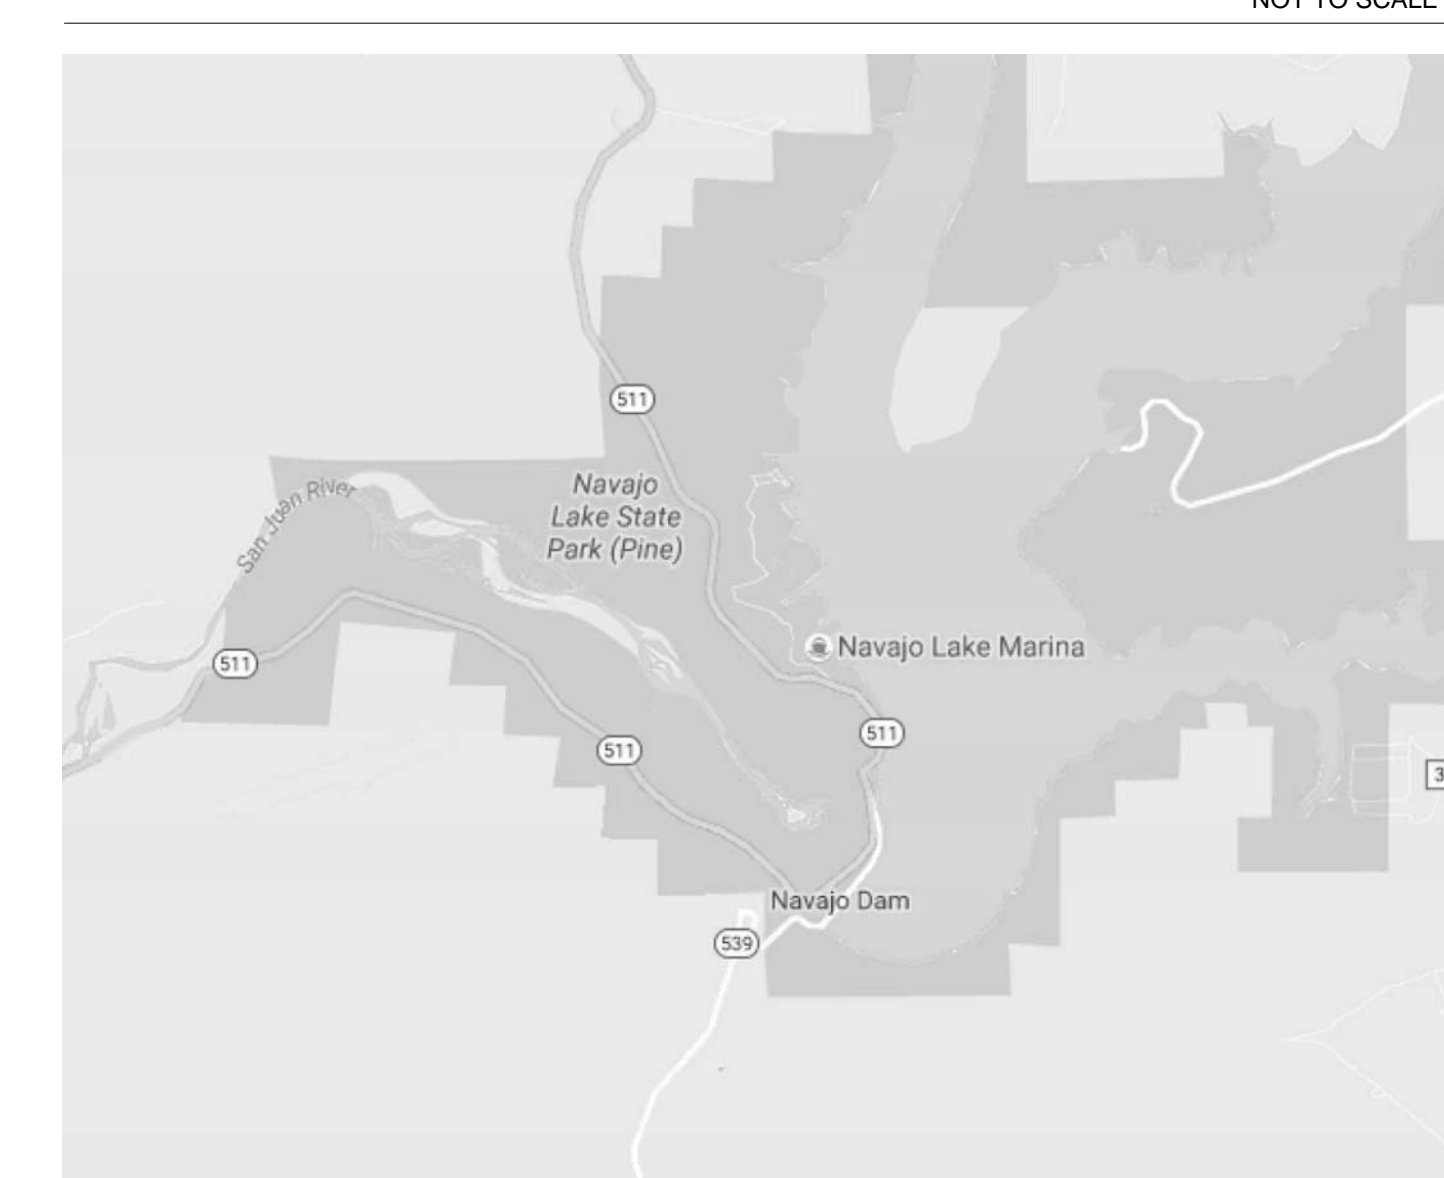 NOT TO SCALE
511
Navajo
Lake State
Park (Pine)
San Juan River
Navajo Lake Marina
511
511
511
3
Navajo Dam
539